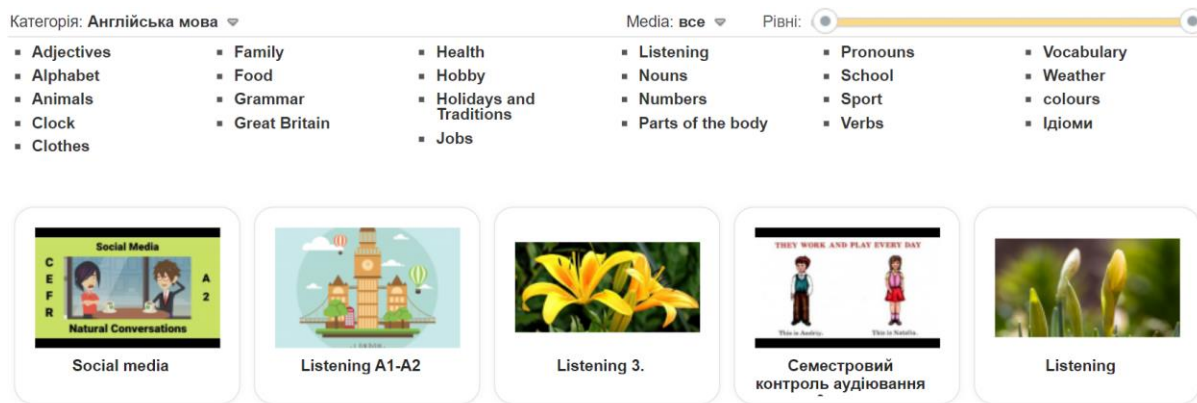 Категорія: Англійська мова
Media: все
Рівні:
Adjectives
Alphabet
Animals
Clock
Clothes
Family
Food
Grammar
Great Britain
Health
Hobby
Holidays and
Traditions
Jobs
Listening
Nouns
Numbers
Parts of the body
Pronouns
School
Sport
Verbs
Vocabulary
Weather
colours
Ідіоми
Social Media
C
E
F
R
A
2
Natural Conversations
Social media
LONDON
Listening A1-A2
Listening 3.
THEY WORK AND PLAY EVERY DAY
This is Andriy.
This is Natalia.
Семестровий
контроль аудіювання
Listening